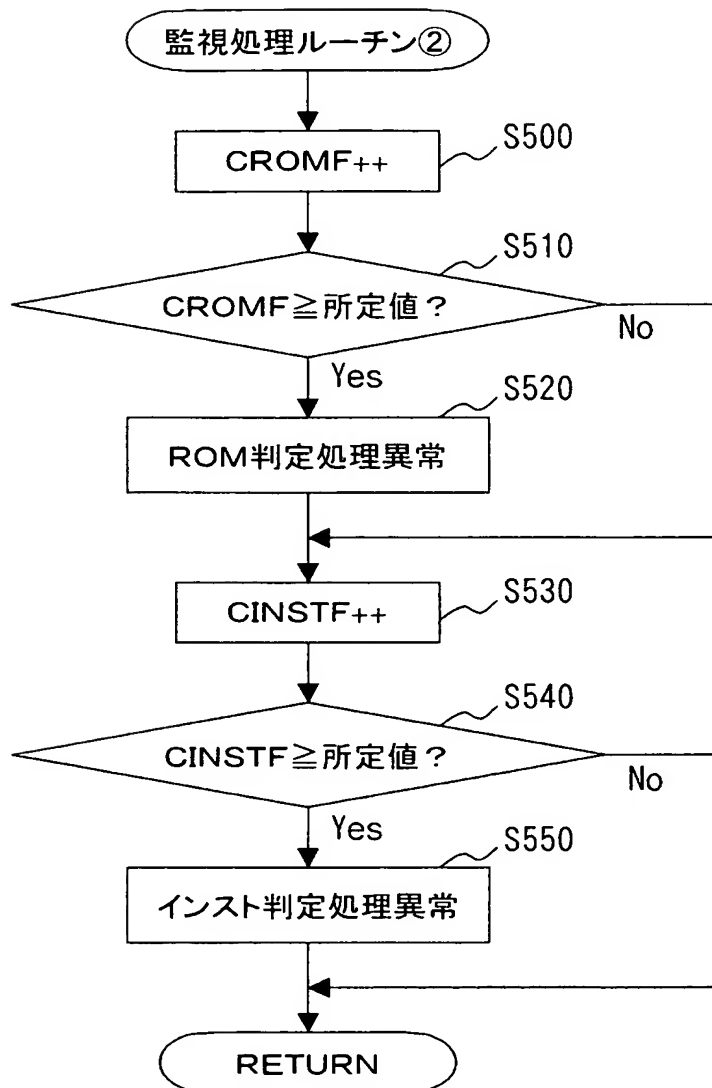 監視処理ルーチン②
CROMF++
S500
S510
CROMF≧所定値？
No
Yes
S520
ROM判定処理異常
CINSTF++
S530
S540
CINSTF≧所定値？
No
Yes
S550
インスト判定処理異常
RETURN